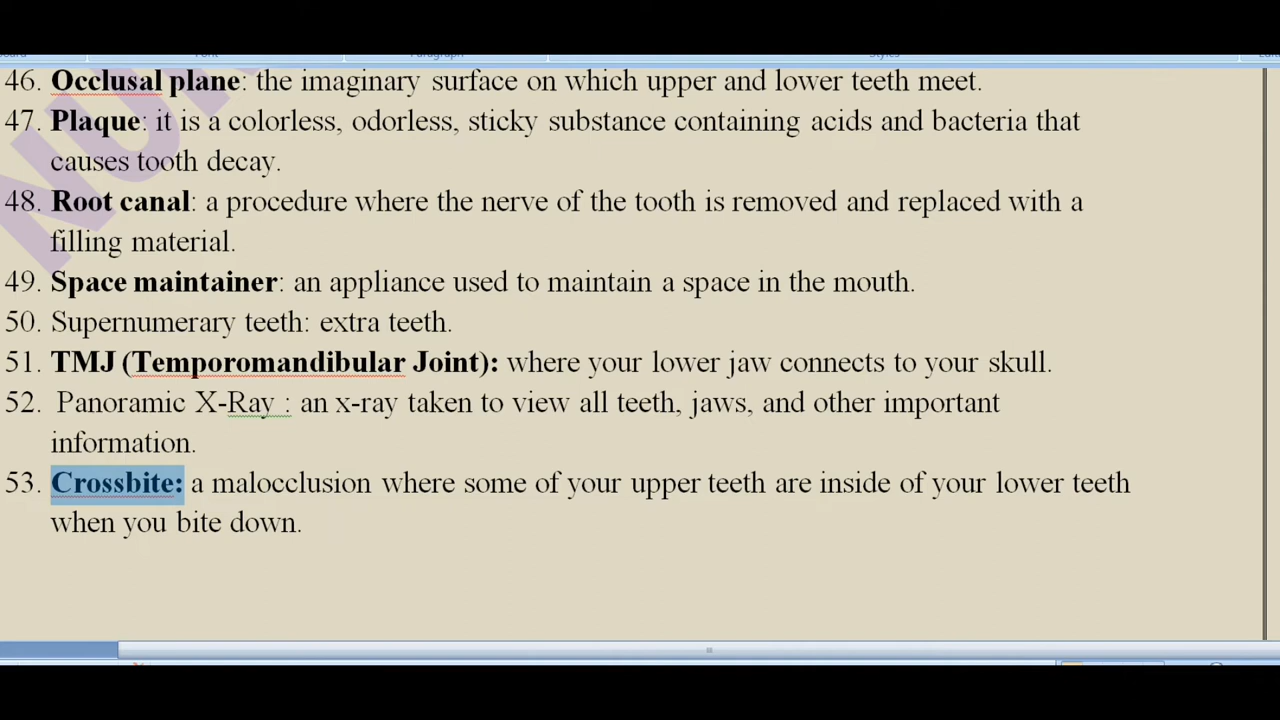 46. Occlusal plane: the imaginary surface on which upper and lower teeth meet.
47. Plaque: it is a colorless, odorless, sticky substance containing acids and bacteria that
causes tooth decay.
48. Root canal: a procedure where the nerve of the tooth is removed and replaced with a
filling material.
49. Space maintainer: an appliance used to maintain a space in the mouth.
50. Supernumerary teeth: extra teeth.
51. TMJ (Temporomandibular Joint): where your lower jaw connects to your skull.
52. Panoramic X-Ray : an x-ray taken to view all teeth, jaws, and other important
information.
53. Crossbite: a malocclusion where some of your upper teeth are inside of your lower teeth
when you bite down.